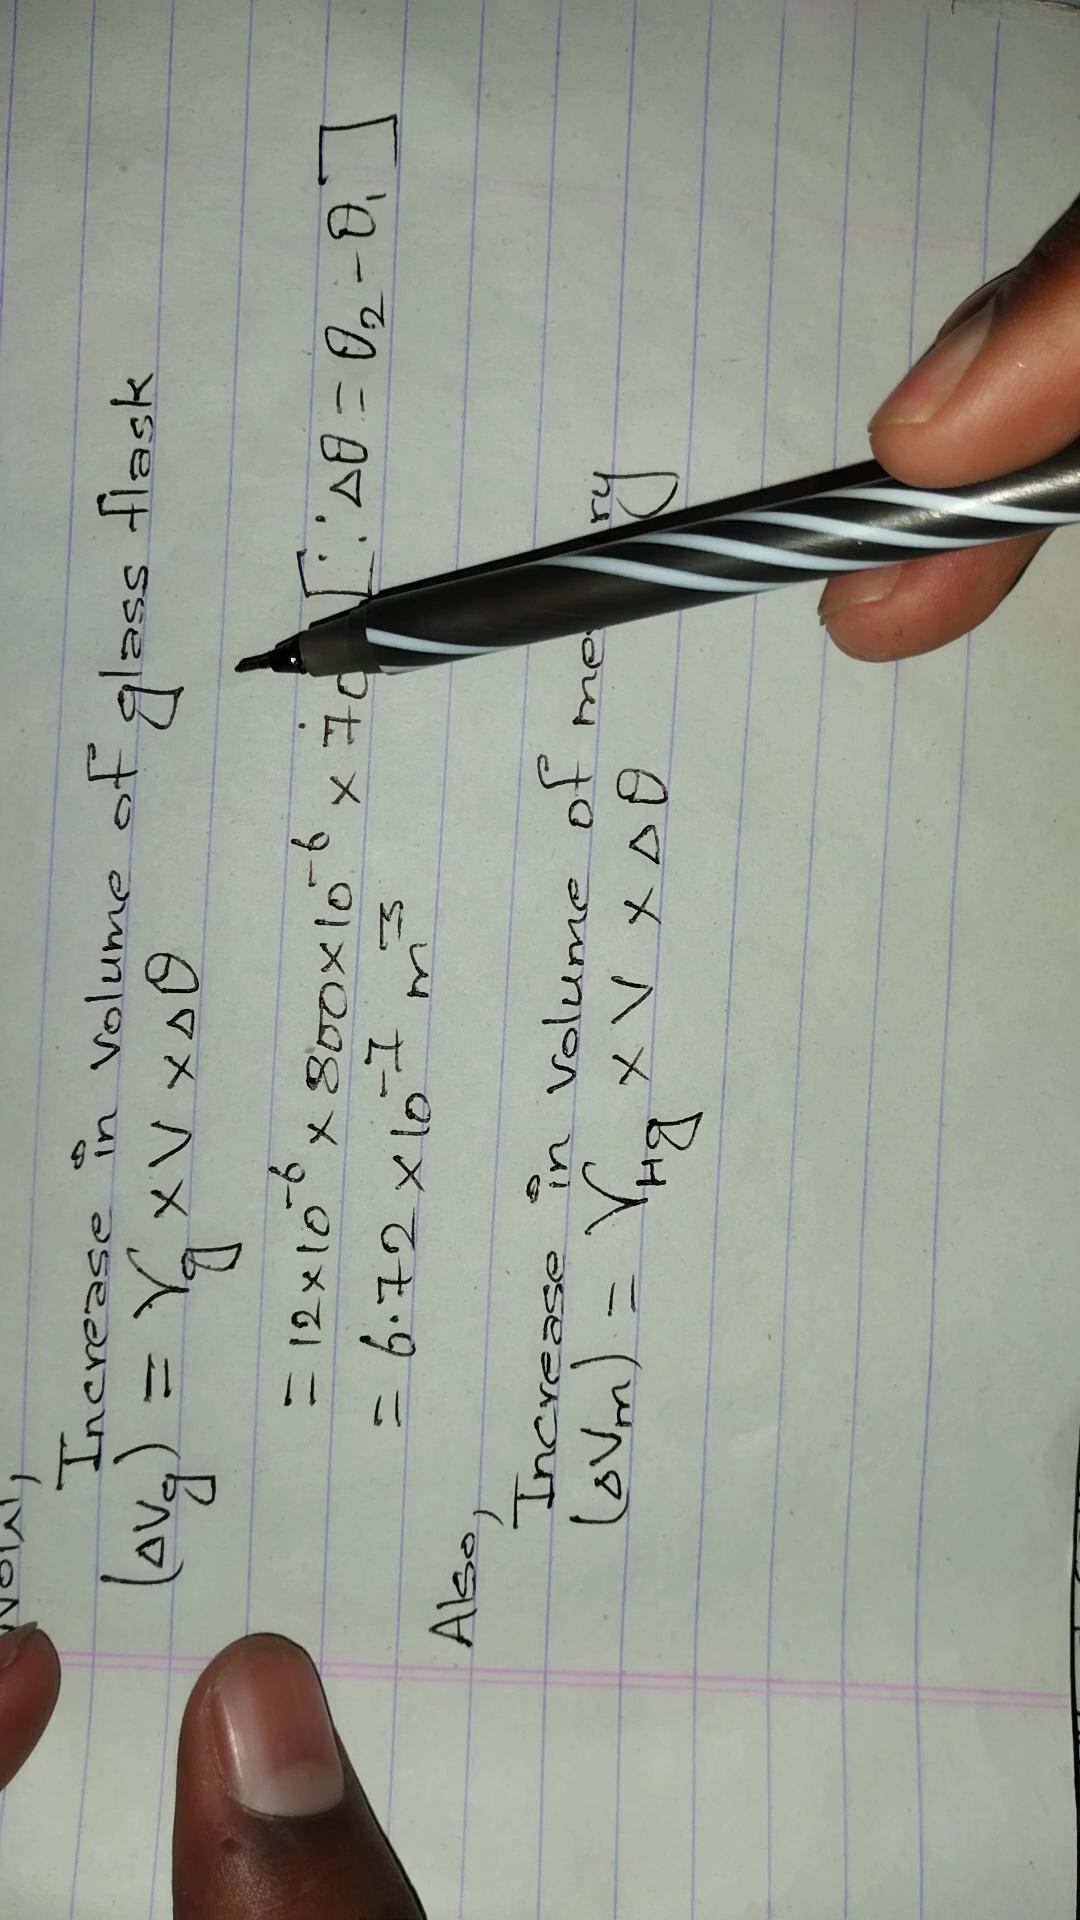 Now,
Increase in volume of glass flask
(ΔVg) = γg × V × Δθ
= 12×10⁻⁶ × 800×10⁻⁶ × 70 [∵ Δθ = θ₂ - θ₁]
= 6.72 × 10⁻⁷ m³
Also,
Increase in volume of me ry
(ΔVm) = γHg × V × Δθ